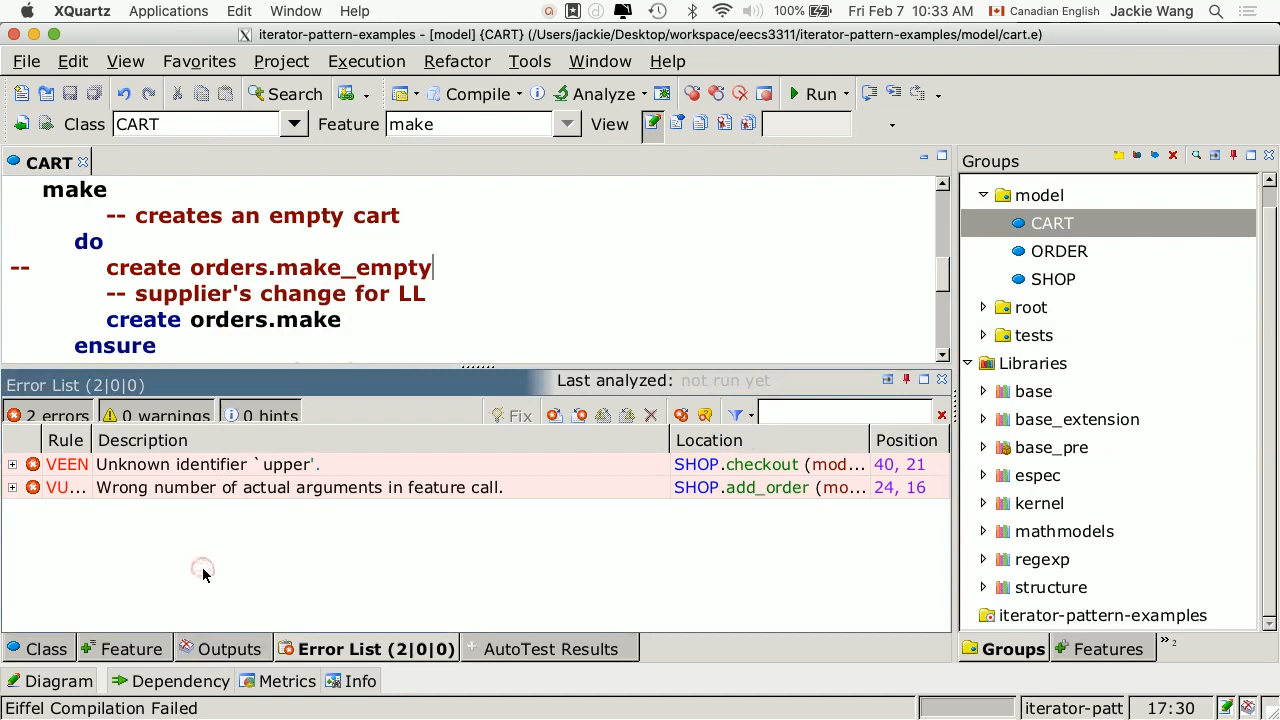 XQuartz Applications Edit Window Help 100% Fri Feb 7 10:33 AM Canadian English Jackie Wang
iterator-pattern-examples - [model] {CART} (/Users/jackie/Desktop/workspace/eecs3311/iterator-pattern-examples/model/cart.e)
File Edit View Favorites Project Execution Refactor Tools Window Help
Search Compile Analyze Run
Class CART Feature make View
CART
make
-- creates an empty cart
do
-- create orders.make_empty
-- supplier's change for LL
create orders.make
ensure
Groups
model
CART
ORDER
SHOP
root
tests
Libraries
base
base_extension
base_pre
espec
kernel
mathmodels
regexp
structure
iterator-pattern-examples
Error List (2|0|0) Last analyzed: not run yet
2 errors 0 warnings 0 hints Fix
Rule Description Location Position
VEEN Unknown identifier `upper'. SHOP.checkout (mod... 40, 21
VU... Wrong number of actual arguments in feature call. SHOP.add_order (mo... 24, 16
Class Feature Outputs Error List (2|0|0) AutoTest Results Groups Features »2
Diagram Dependency Metrics Info
Eiffel Compilation Failed iterator-patt 17:30